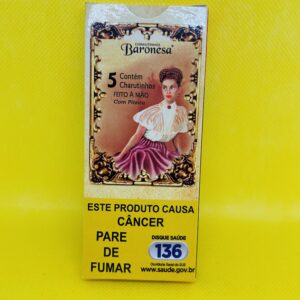 Baronesa
5 Contém
Charutinhos
FEITO À MÃO
Com Piteira
ESTE PRODUTO CAUSA
CÂNCER
PARE
DE
FUMAR
DISQUE SAÚDE
136
www.saude.gov.br